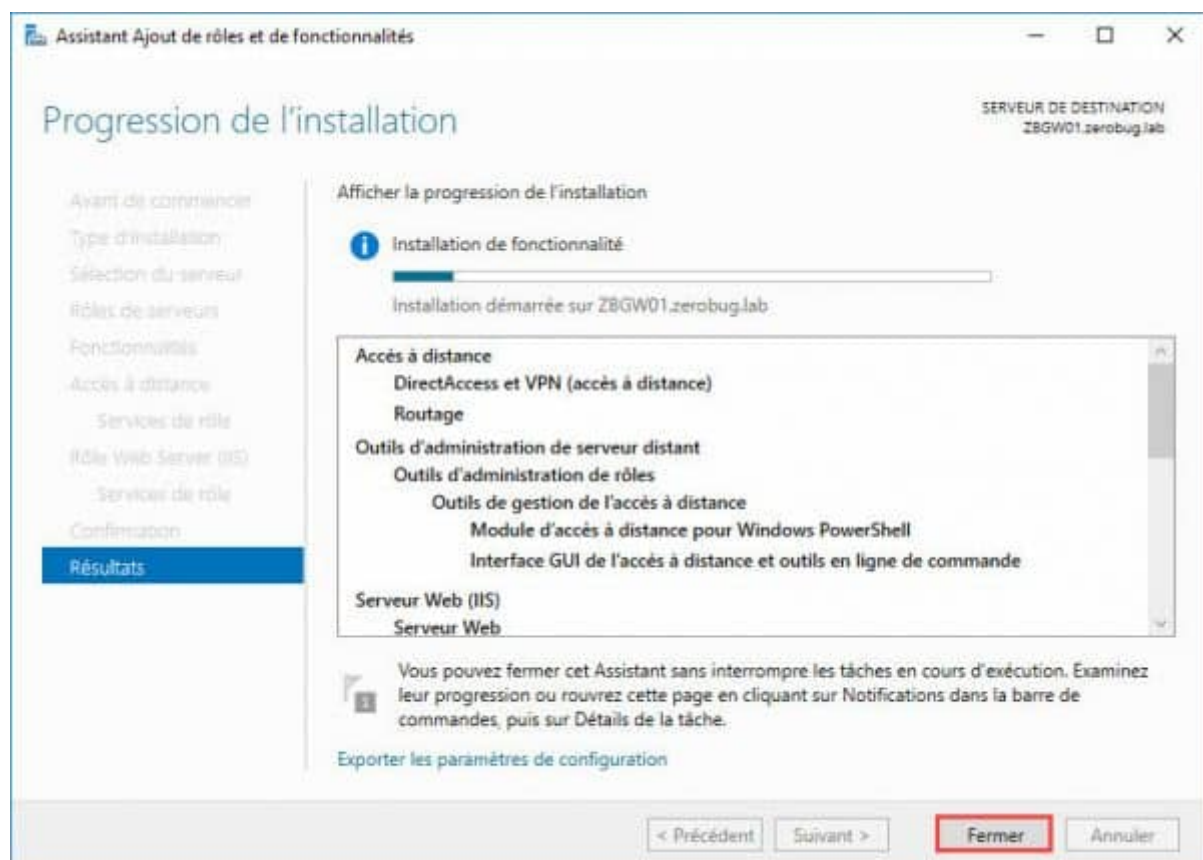 Assistant Ajout de rôles et de fonctionnalités
Progression de l'installation
SERVEUR DE DESTINATION
ZBGW01.zerobug.lab
Avant de commencer
Type d'installation
Sélection du serveur
Rôles de serveurs
Fonctionnalités
Accès à distance
Services de rôle
Rôle Web Server (IIS)
Services de rôle
Confirmation
Résultats
Afficher la progression de l'installation
Installation de fonctionnalité
Installation démarrée sur ZBGW01.zerobug.lab
Accès à distance
DirectAccess et VPN (accès à distance)
Routage
Outils d'administration de serveur distant
Outils d'administration de rôles
Outils de gestion de l'accès à distance
Module d'accès à distance pour Windows PowerShell
Interface GUI de l'accès à distance et outils en ligne de commande
Serveur Web (IIS)
Serveur Web
Vous pouvez fermer cet Assistant sans interrompre les tâches en cours d'exécution. Examinez
leur progression ou rouvrez cette page en cliquant sur Notifications dans la barre de
commandes, puis sur Détails de la tâche.
Exporter les paramètres de configuration
< Précédent
Suivant >
Fermer
Annuler